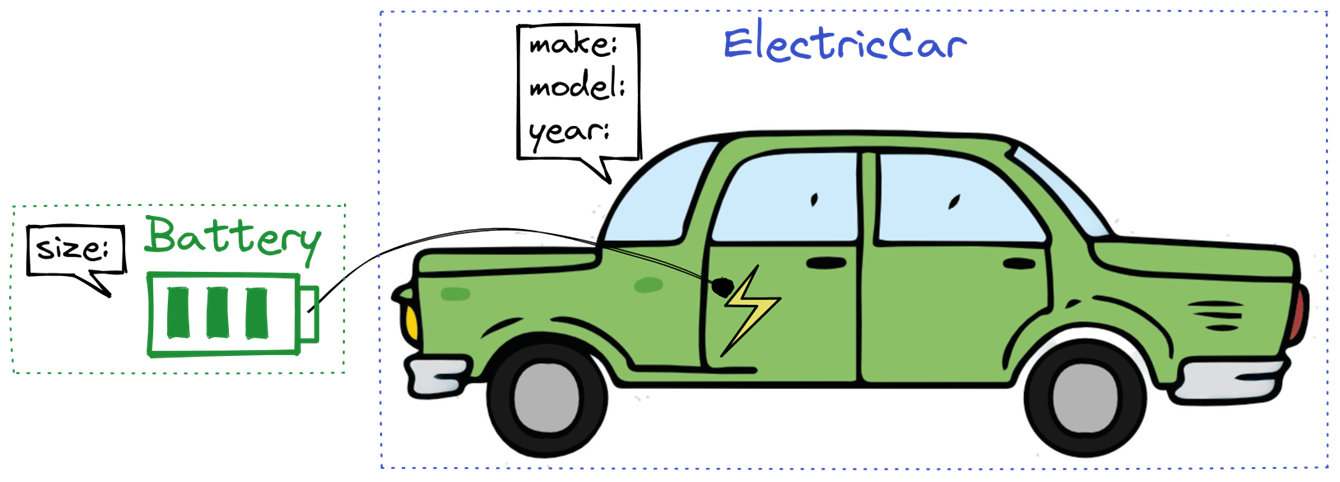 ElectricCar
make:
model:
year:
Battery
size: